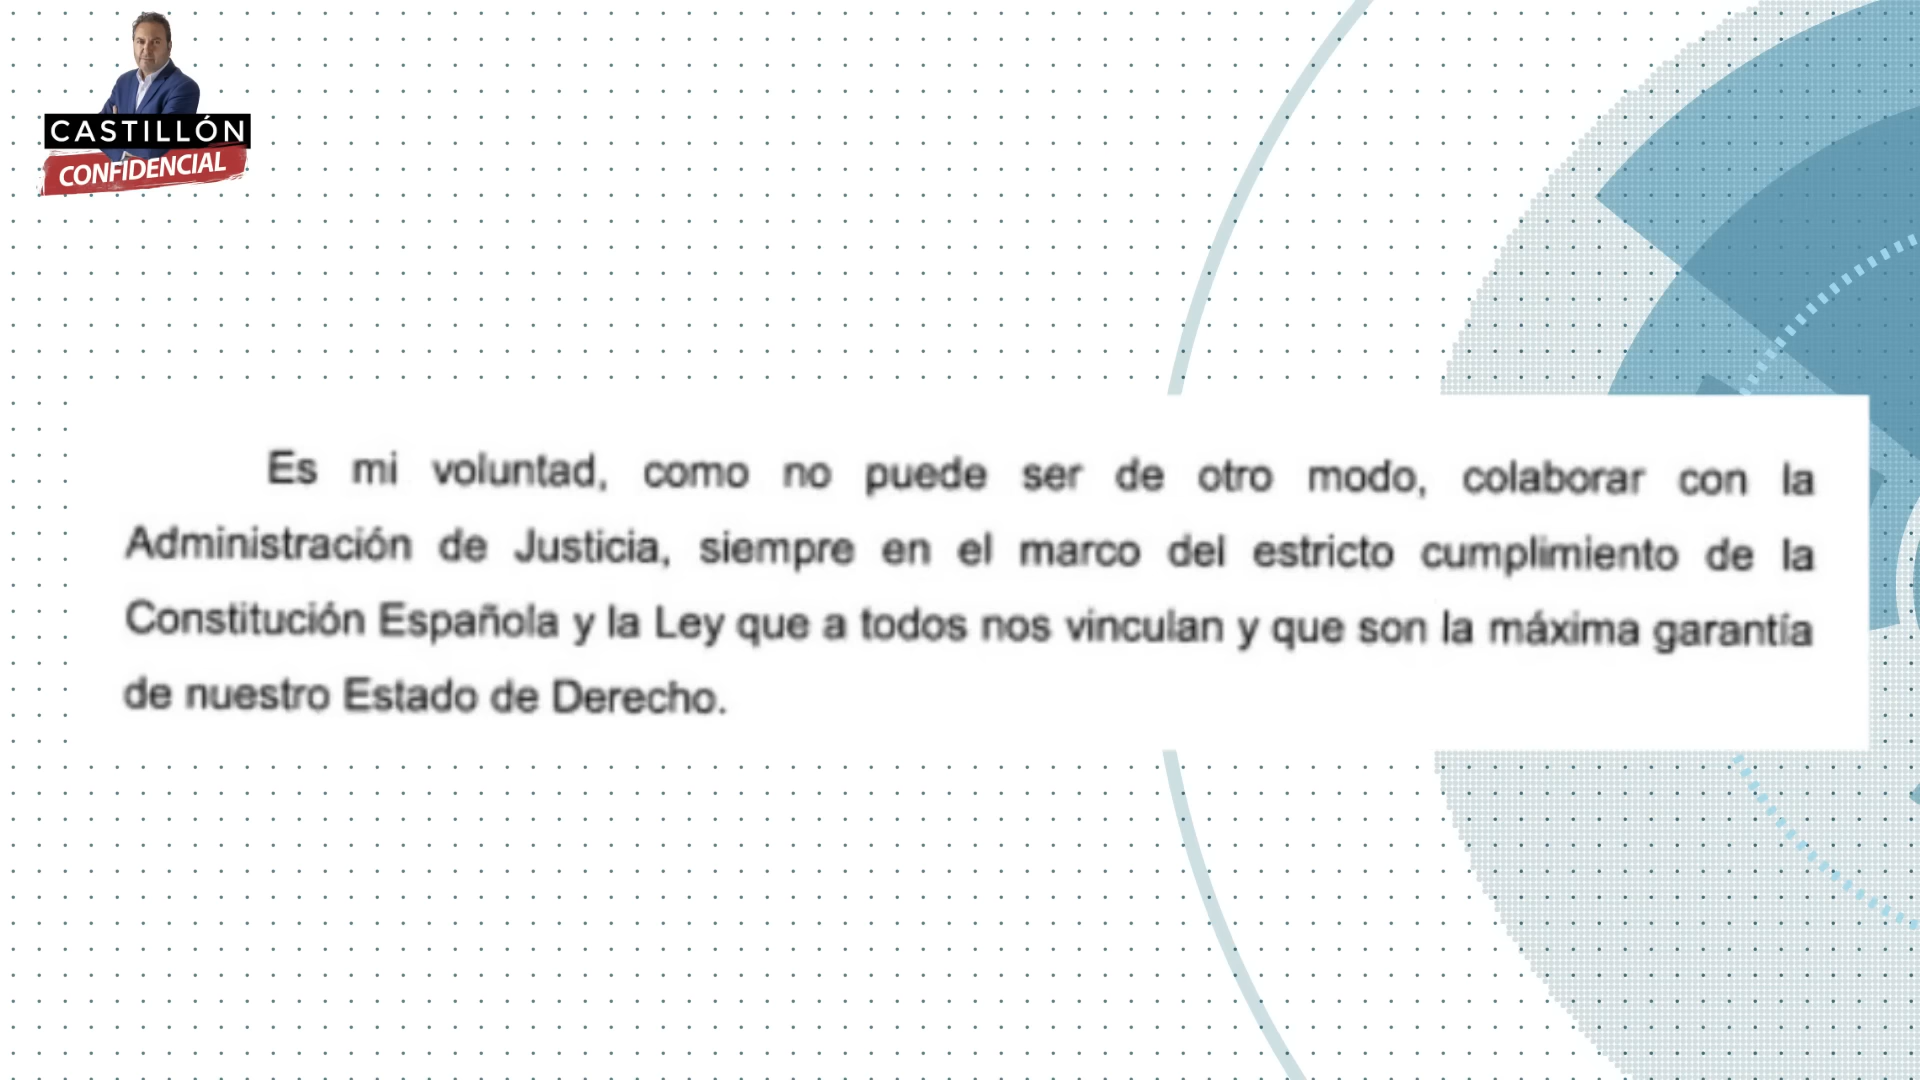 CASTILLÓN
CONFIDENCIAL
Es mi voluntad, como no puede ser de otro modo, colaborar con la
Administración de Justicia, siempre en el marco del estricto cumplimiento de la
Constitución Española y la Ley que a todos nos vinculan y que son la máxima garantía
de nuestro Estado de Derecho.